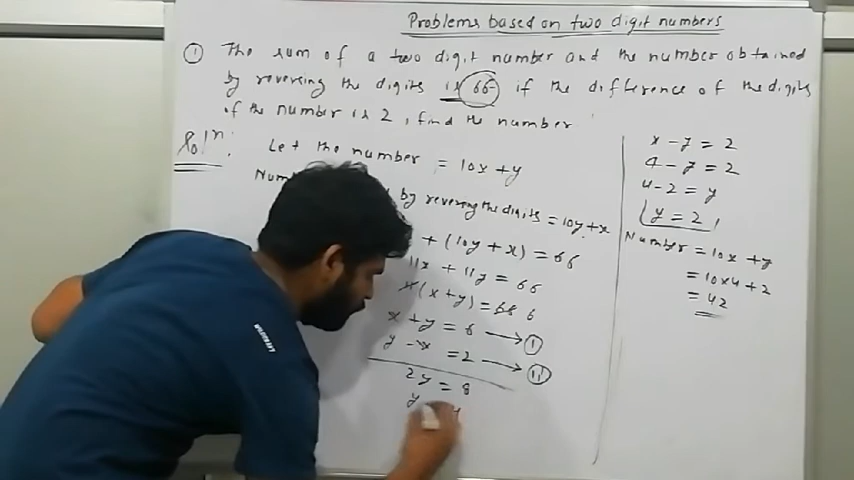 Problems based on two digit numbers
① The sum of a two digit number and the number obtained
by reversing the digits is 66 if the difference of the digits
of the number is 2, find the number
Solⁿ:
Let the number = 10x+y
by reversing the digits = 10y+x
+ (10y + x) = 66
11x + 11y = 66
(x+y) = 66 6
x + y = 6 → ①
y - x = 2 → ②
2y = 8
y
x - y = 2
4 - y = 2
4 - 2 = y
y = 2
Number = 10x + y
= 10x4 + 2
= 42